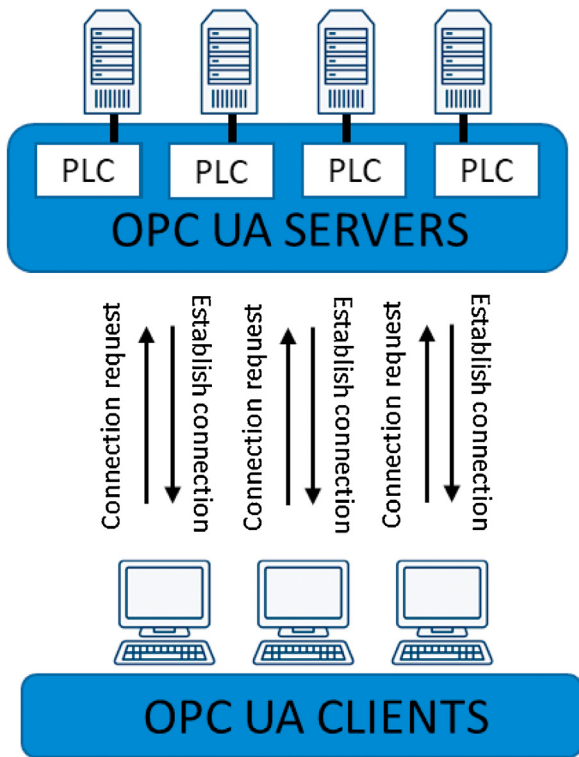 PLC
PLC
PLC
PLC
OPC UA SERVERS
Connection request
Establish connection
Connection request
Establish connection
Connection request
Establish connection
OPC UA CLIENTS